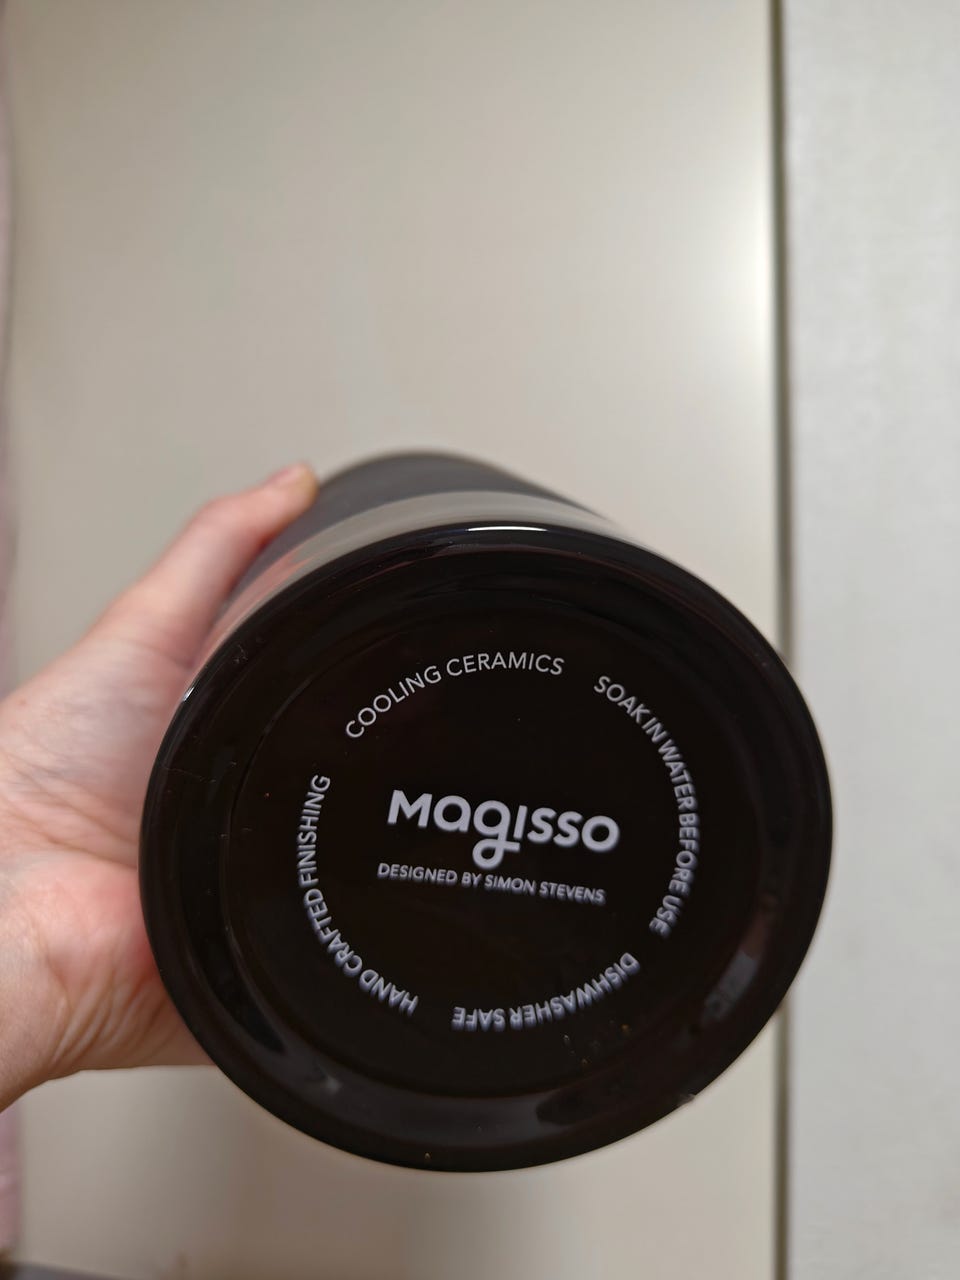 COOLING CERAMICS
SOAK IN WATER BEFORE USE
DISHWASHER SAFE
HAND CRAFTED FINISHING
magisso
DESIGNED BY SIMON STEVENS